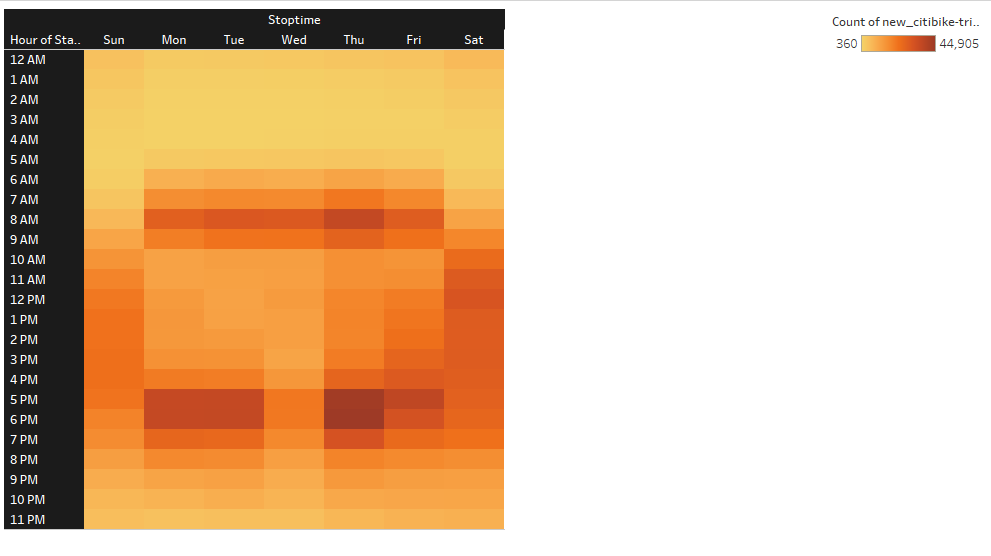 Stoptime
Hour of Sta.. Sun Mon Tue Wed Thu Fri Sat
12 AM
1 AM
2 AM
3 AM
4 AM
5 AM
6 AM
7 AM
8 AM
9 AM
10 AM
11 AM
12 PM
1 PM
2 PM
3 PM
4 PM
5 PM
6 PM
7 PM
8 PM
9 PM
10 PM
11 PM
Count of new_citibike-tri..
360 44,905